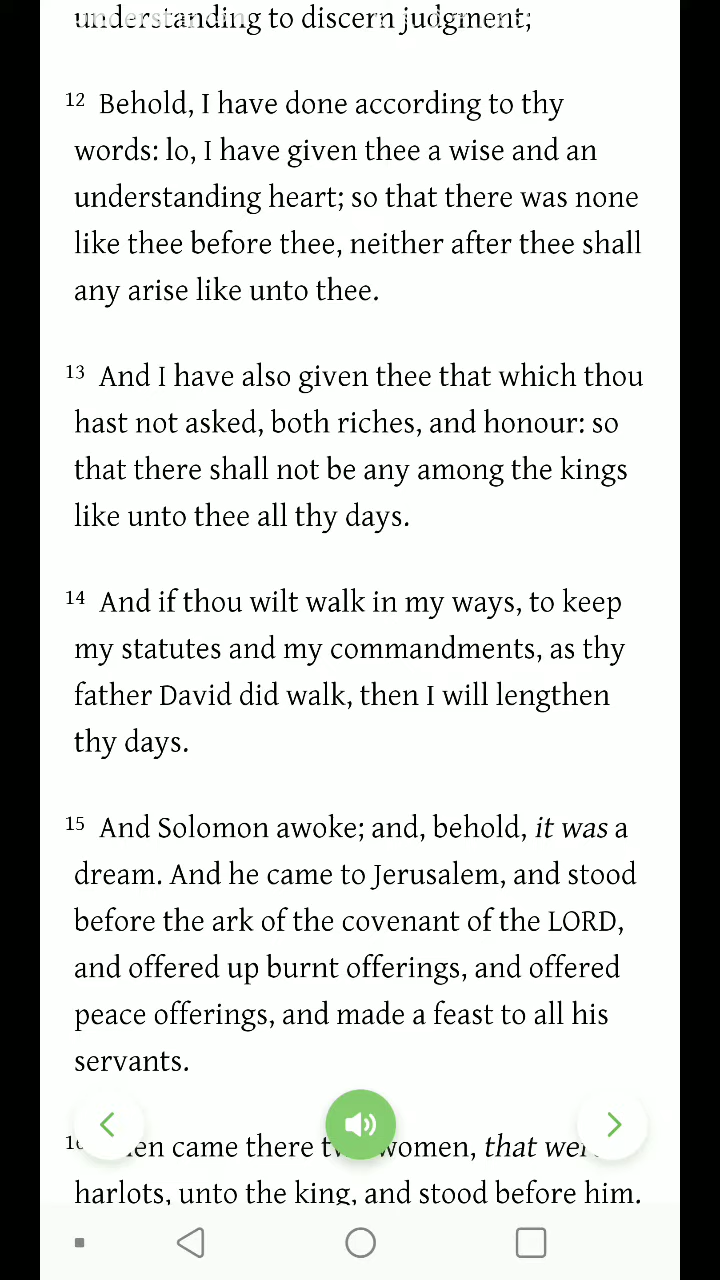 understanding to discern judgment;
12 Behold, I have done according to thy
words: lo, I have given thee a wise and an
understanding heart; so that there was none
like thee before thee, neither after thee shall
any arise like unto thee.
13 And I have also given thee that which thou
hast not asked, both riches, and honour: so
that there shall not be any among the kings
like unto thee all thy days.
14 And if thou wilt walk in my ways, to keep
my statutes and my commandments, as thy
father David did walk, then I will lengthen
thy days.
15 And Solomon awoke; and, behold, it was a
dream. And he came to Jerusalem, and stood
before the ark of the covenant of the LORD,
and offered up burnt offerings, and offered
peace offerings, and made a feast to all his
servants.
came there women, that
harlots, unto the king, and stood before him.